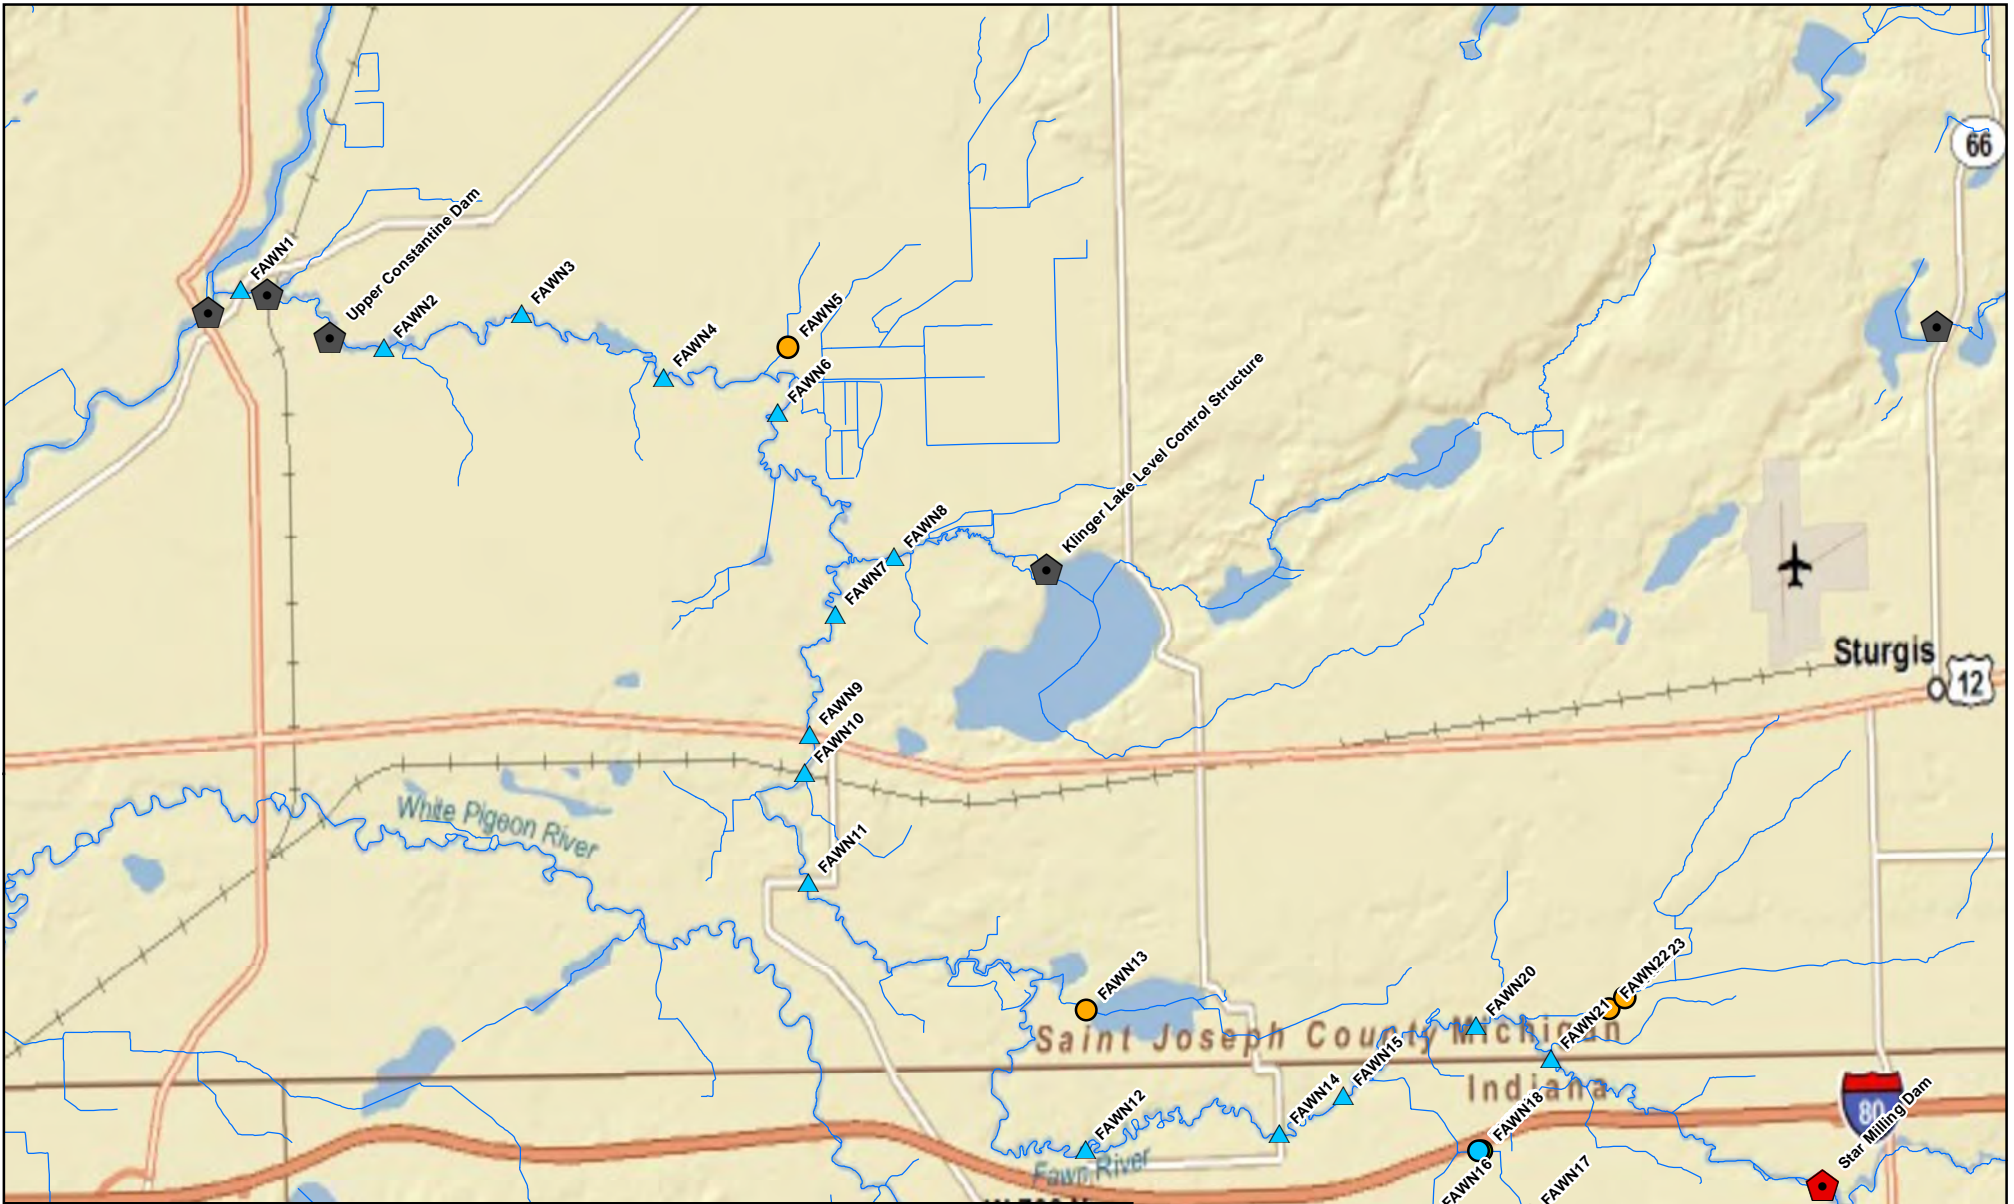 66
Upper Constantine Dam
FAWN1
FAWN2
FAWN3
FAWN4
FAWN5
FAWN6
Klinger Lake Level Control Structure
FAWN8
FAWN7
Sturgis
12
FAWN9
FAWN10
White Pigeon River
FAWN11
FAWN13
FAWN20
FAWN22 23
FAWN21
Saint Joseph County Michigan
FAWN15
Indiana
FAWN14
FAWN12
FAWN18
80
Star Milling Dam
Fawn River
FAWN16
FAWN17